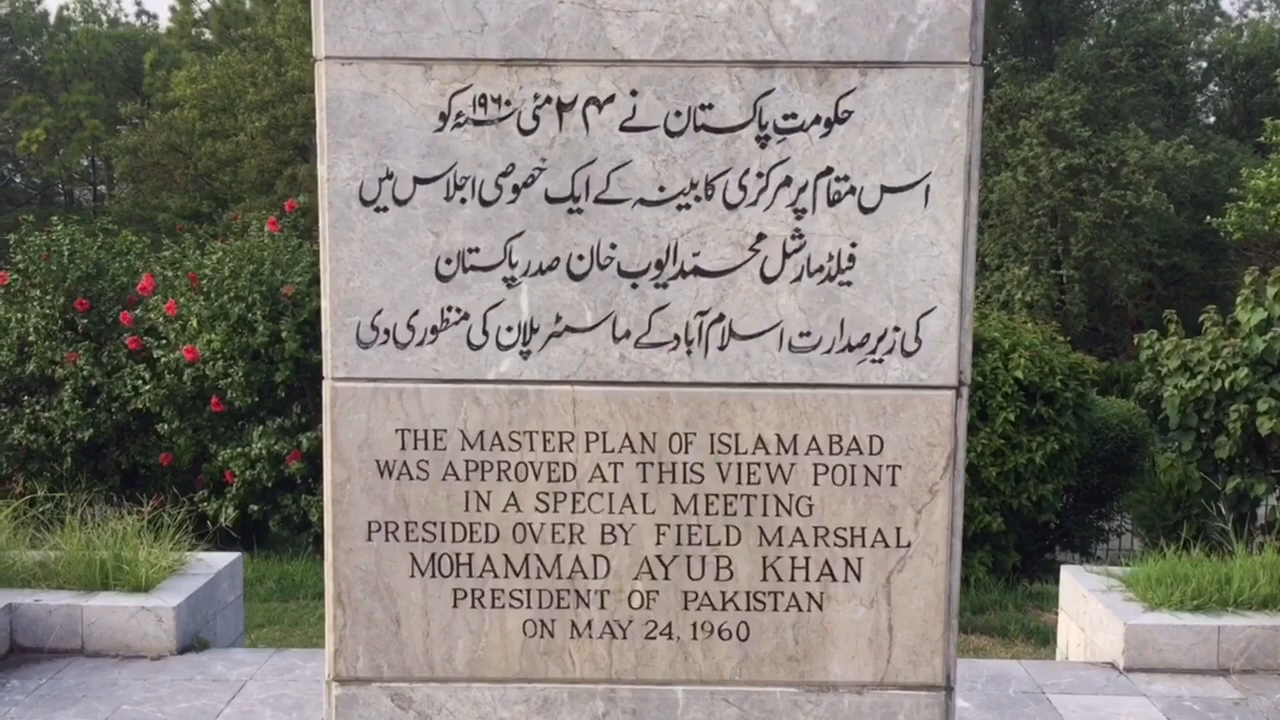 حکومتِ پاکستان نے ۲۴ مئی ۱۹۶۰ء کو
اس مقام پر مرکزی کابینہ کے ایک خصوصی اجلاس میں
فیلڈ مارشل محمّد ایوب خان صدر پاکستان
کی زیرِ صدارت اسلام آباد کے ماسٹر پلان کی منظوری دی
THE MASTER PLAN OF ISLAMABAD
WAS APPROVED AT THIS VIEW POINT
IN A SPECIAL MEETING
PRESIDED OVER BY FIELD MARSHAL
MOHAMMAD AYUB KHAN
PRESIDENT OF PAKISTAN
ON MAY 24, 1960